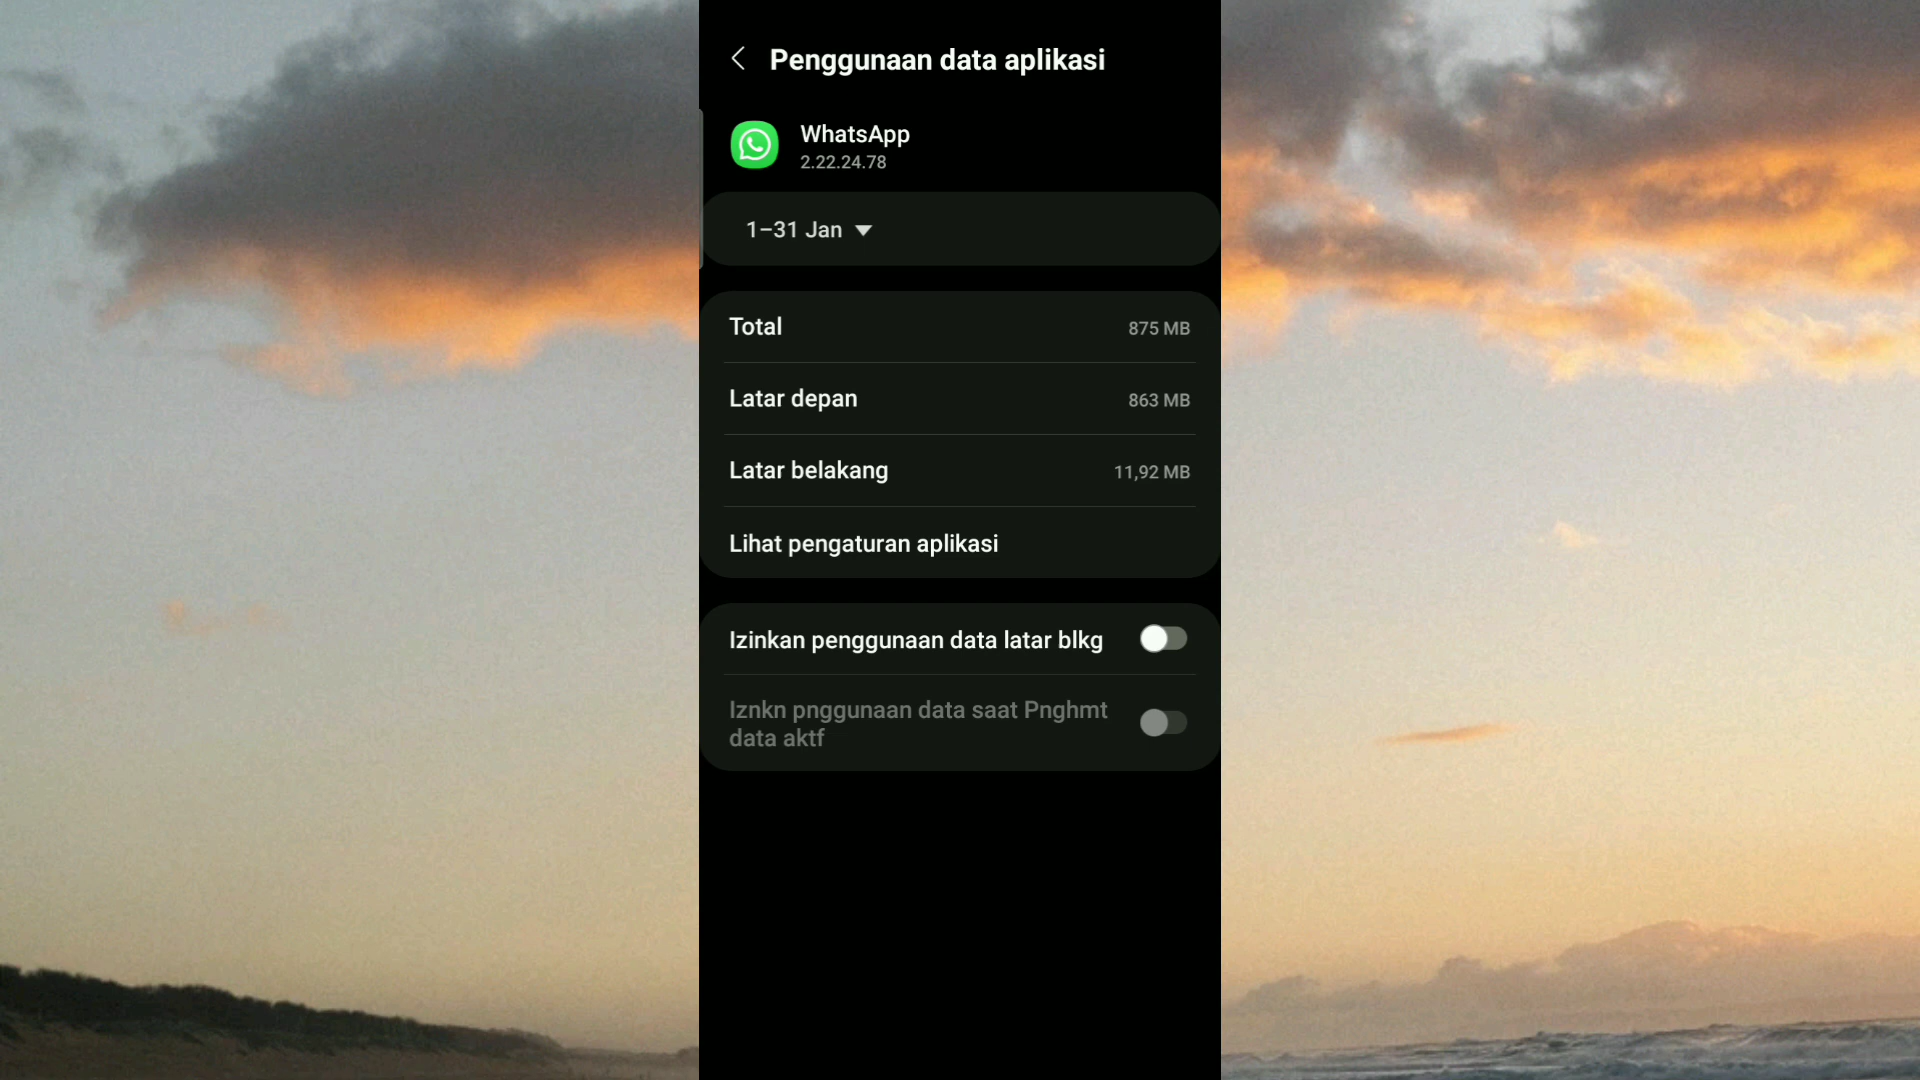 Penggunaan data aplikasi
WhatsApp
2.22.24.78
1–31 Jan
Total 875 MB
Latar depan 863 MB
Latar belakang 11,92 MB
Lihat pengaturan aplikasi
Izinkan penggunaan data latar blkg
Iznkn pnggunaan data saat Pnghmt
data aktf